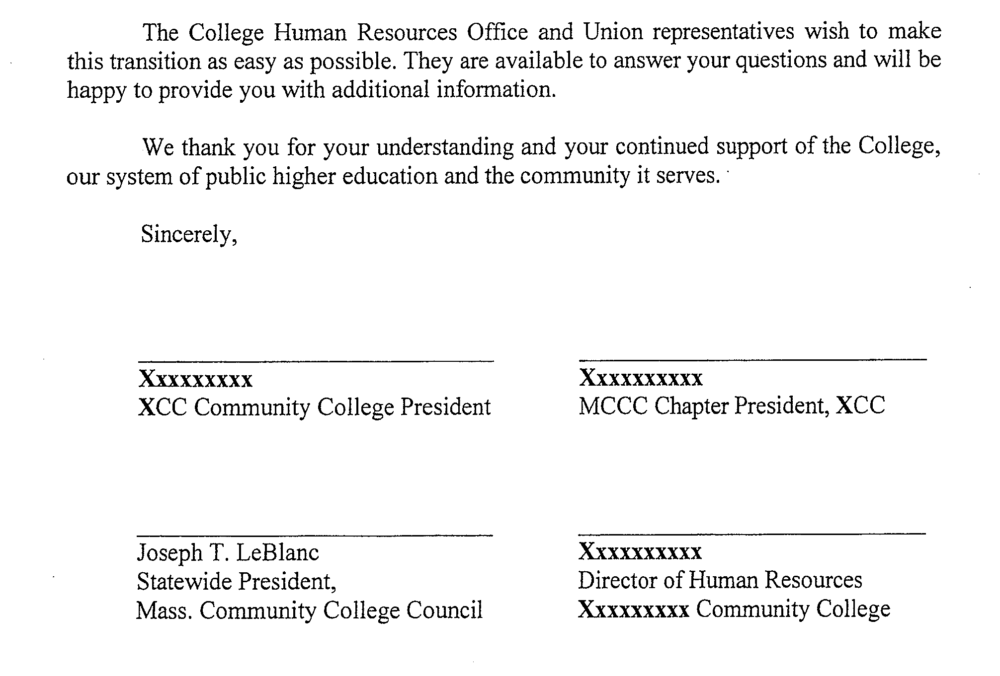 The College Human Resources Office and Union representatives wish to make
this transition as easy as possible. They are available to answer your questions and will be
happy to provide you with additional information.
We thank you for your understanding and your continued support of the College,
our system of public higher education and the community it serves.
Sincerely,
Xxxxxxxxx
XCC Community College President
Xxxxxxxxxx
MCCC Chapter President, XCC
Joseph T. LeBlanc
Statewide President,
Mass. Community College Council
Xxxxxxxxxx
Director of Human Resources
Xxxxxxxxx Community College